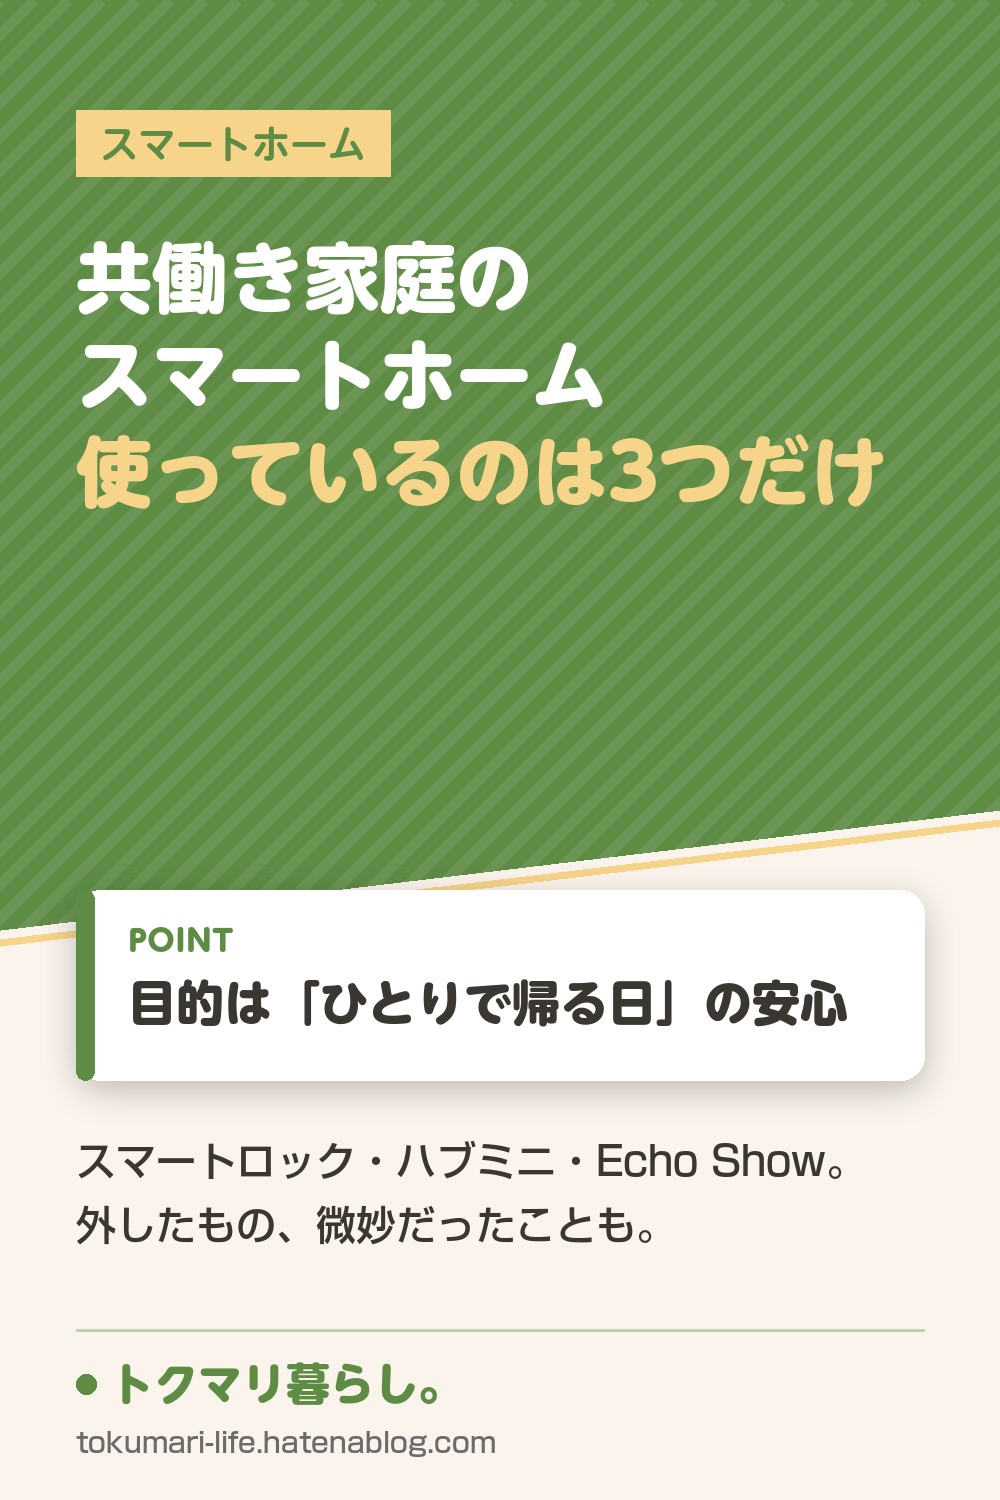 スマートホーム
共働き家庭の
スマートホーム
使っているのは3つだけ
POINT
目的は「ひとりで帰る日」の安心
スマートロック・ハブミニ・Echo Show。
外したもの、微妙だったことも。
トクマリ暮らし。
tokumari-life.hatenablog.com